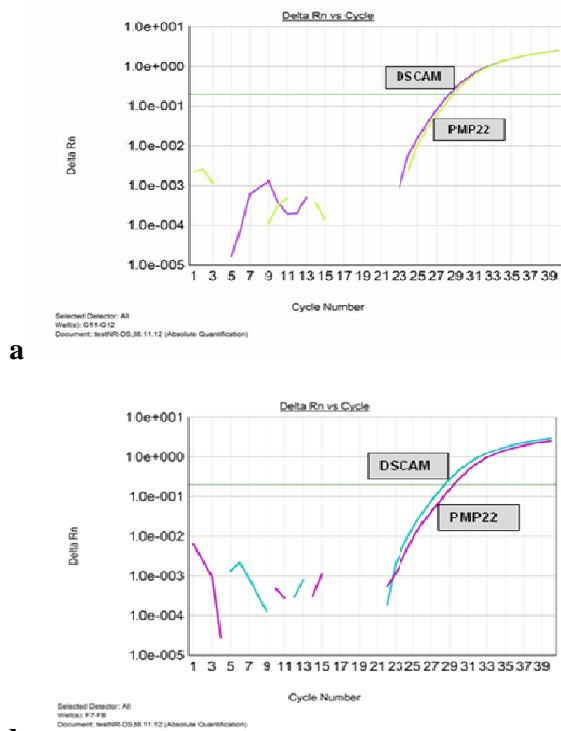 Delta Rn vs Cycle
1.0e+001
1.0e+000
1.0e-001
1.0e-002
1.0e-003
1.0e-004
1.0e-005
Delta Rn
DSCAM
PMP22
1 3 5 7 9 11 13 15 17 19 21 23 25 27 29 31 33 35 37 39
Cycle Number
Selected Detector: All
Well(s): G11-G12
a
Delta Rn vs Cycle
1.0e+001
1.0e+000
1.0e-001
1.0e-002
1.0e-003
1.0e-004
1.0e-005
Delta Rn
DSCAM
PMP22
1 3 5 7 9 11 13 15 17 19 21 23 25 27 29 31 33 35 37 39
Cycle Number
Selected Detector: All
Well(s): F7-F8